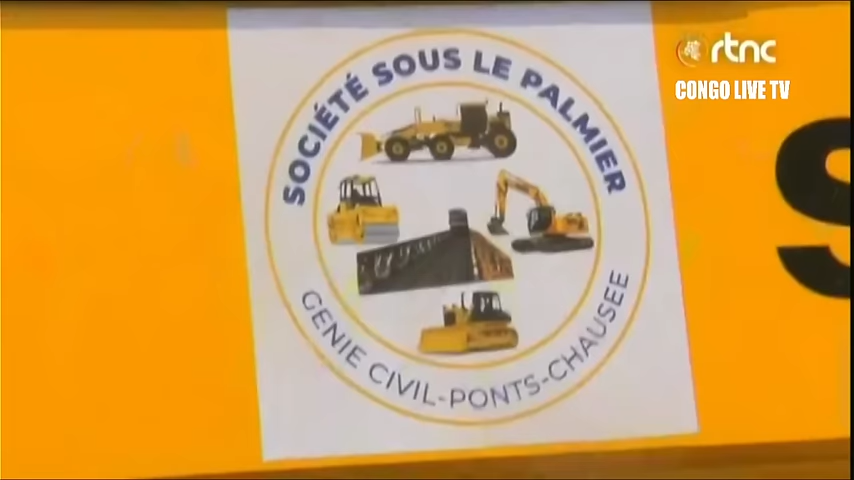 rtnc
CONGO LIVE TV
SOCIÉTÉ SOUS LE PALMIER
GENIE CIVIL-PONTS-CHAUSEE
S